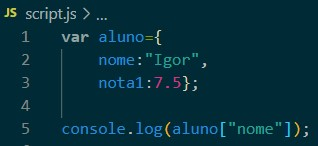 JS script.js > ...
1 var aluno={
2 nome:"Igor",
3 nota1:7.5};
4
5 console.log(aluno["nome"]);